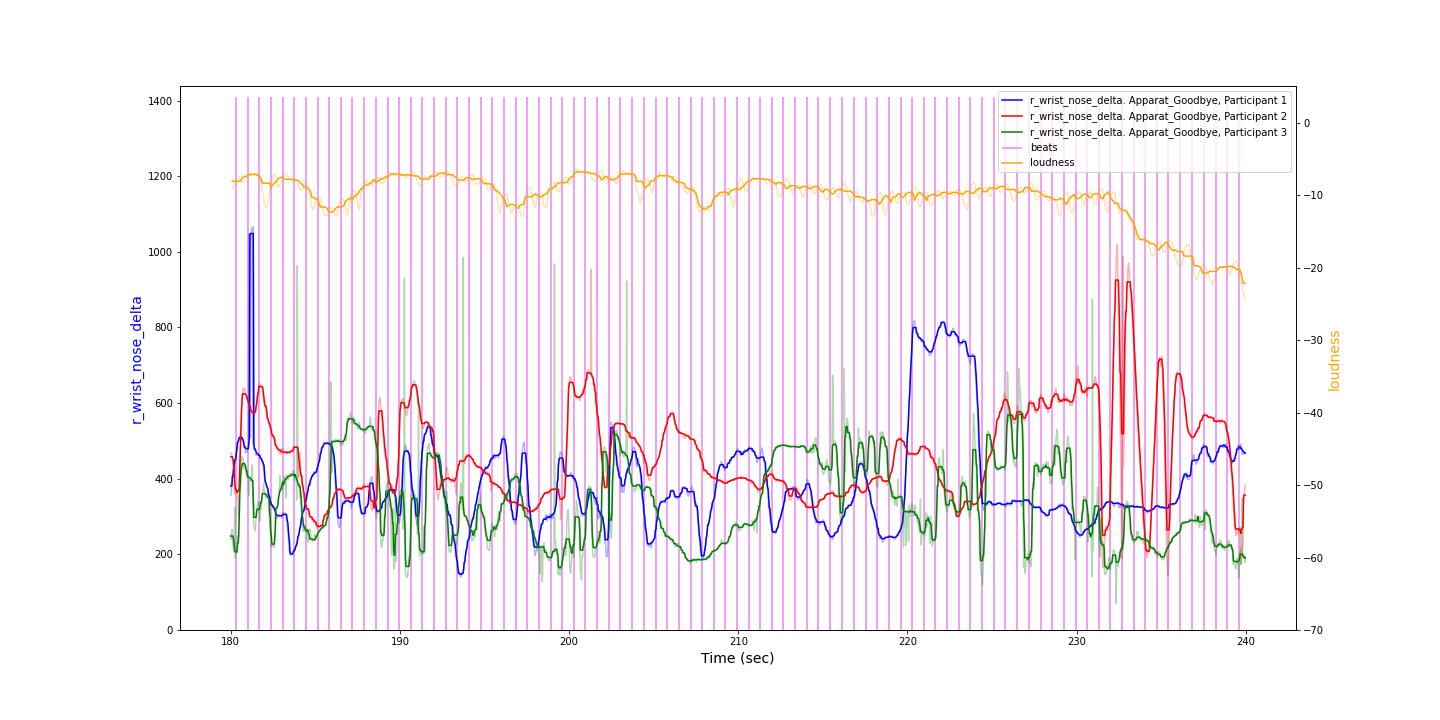 1400
1200
1000
800
600
400
200
0
r_wrist_nose_delta
r_wrist_nose_delta. Apparat_Goodbye, Participant 1
r_wrist_nose_delta. Apparat_Goodbye, Participant 2
r_wrist_nose_delta. Apparat_Goodbye, Participant 3
beats
loudness
0
−10
−20
−30
−40
−50
−60
−70
loudness
180 190 200 210 220 230 240
Time (sec)